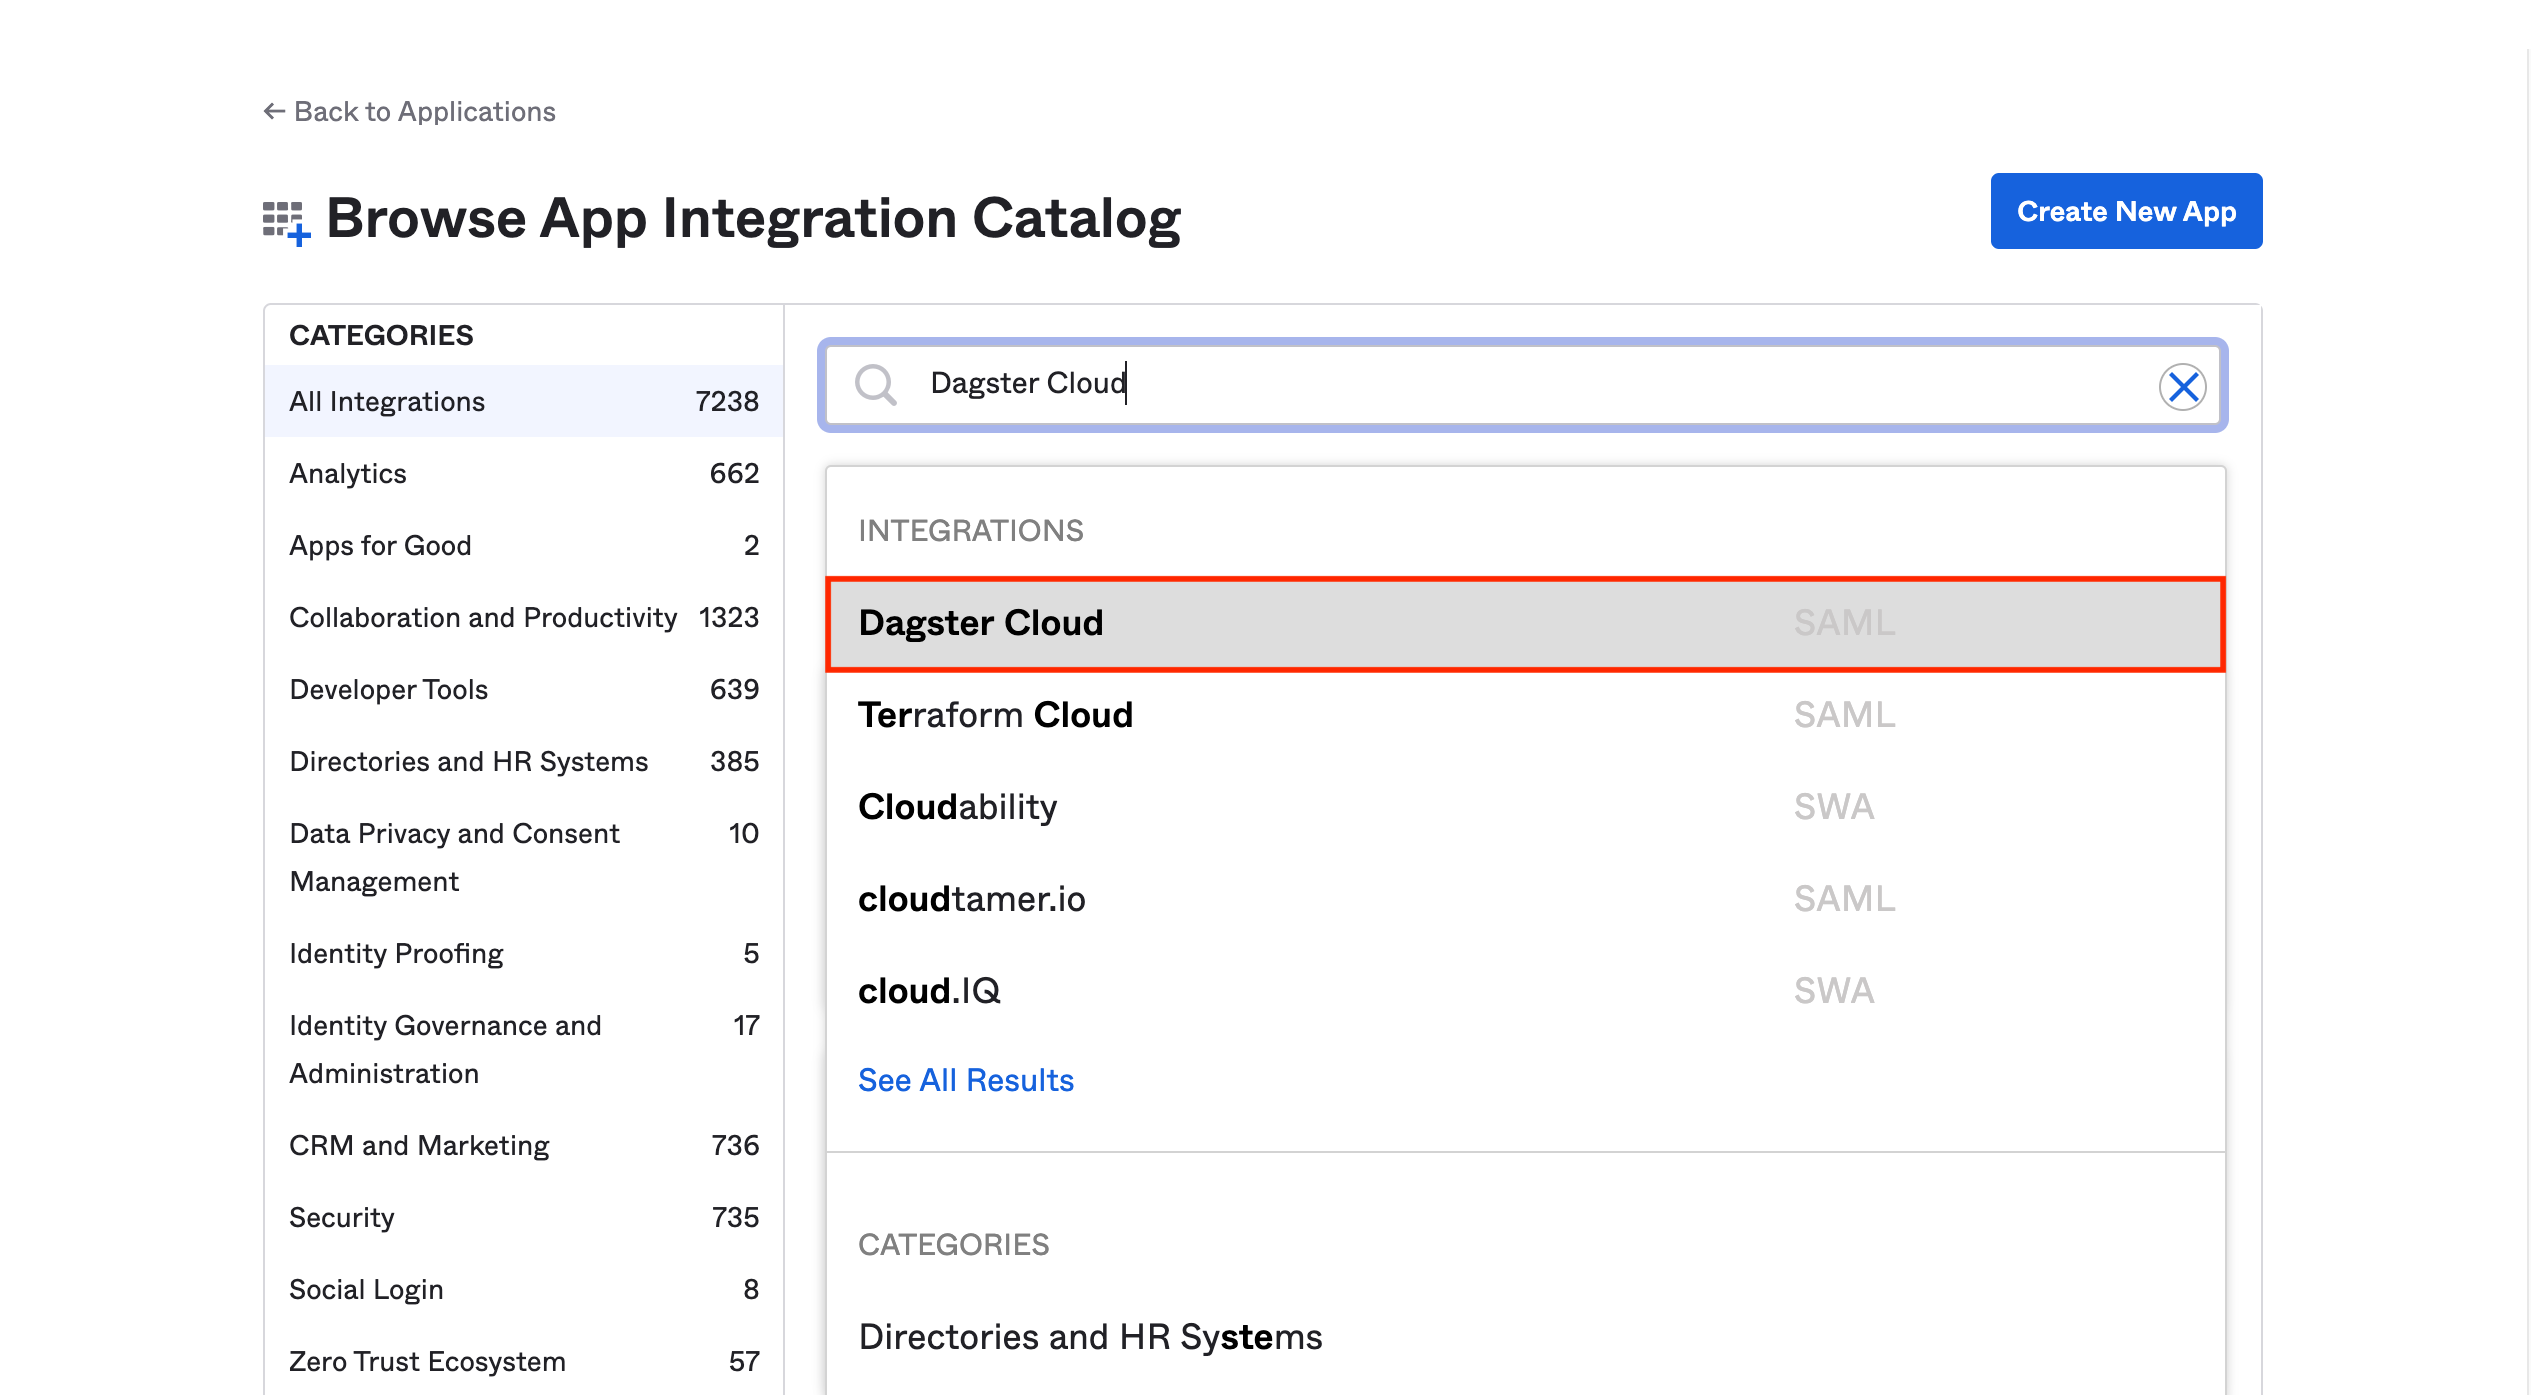 ← Back to Applications
Browse App Integration Catalog
Create New App
CATEGORIES
All Integrations 7238
Analytics 662
Apps for Good 2
Collaboration and Productivity 1323
Developer Tools 639
Directories and HR Systems 385
Data Privacy and Consent 10
Management
Identity Proofing 5
Identity Governance and 17
Administration
CRM and Marketing 736
Security 735
Social Login 8
Zero Trust Ecosystem 57
Dagster Cloud
INTEGRATIONS
Dagster Cloud SAML
Terraform Cloud SAML
Cloudability SWA
cloudtamer.io SAML
cloud.IQ SWA
See All Results
CATEGORIES
Directories and HR Systems